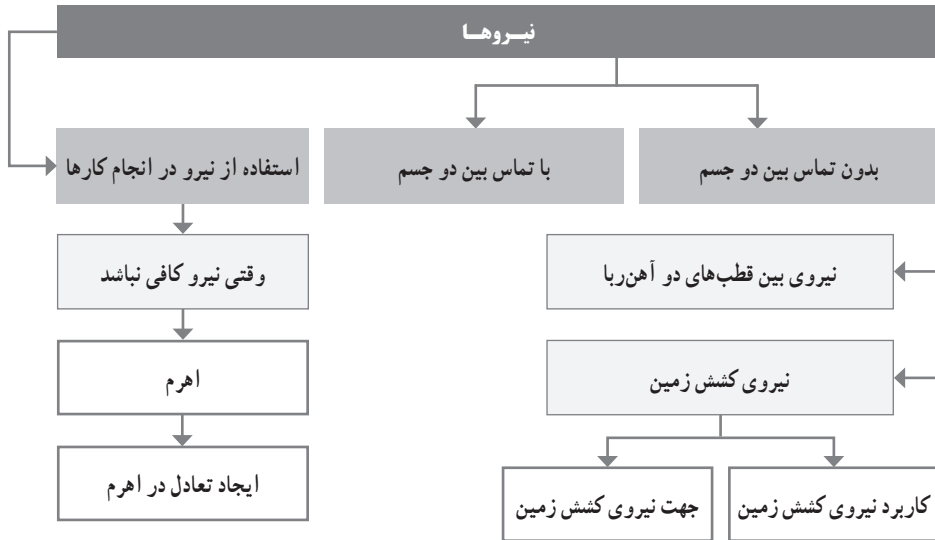 نیـروهــا
بدون تماس بین دو جسم
با تماس بین دو جسم
استفاده از نیرو در انجام کارها
نیروی بین قطب‌های دو آهن‌ربا
وقتی نیرو کافی نباشد
نیروی کشش زمین
اهرم
کاربرد نیروی کشش زمین
جهت نیروی کشش زمین
ایجاد تعادل در اهرم